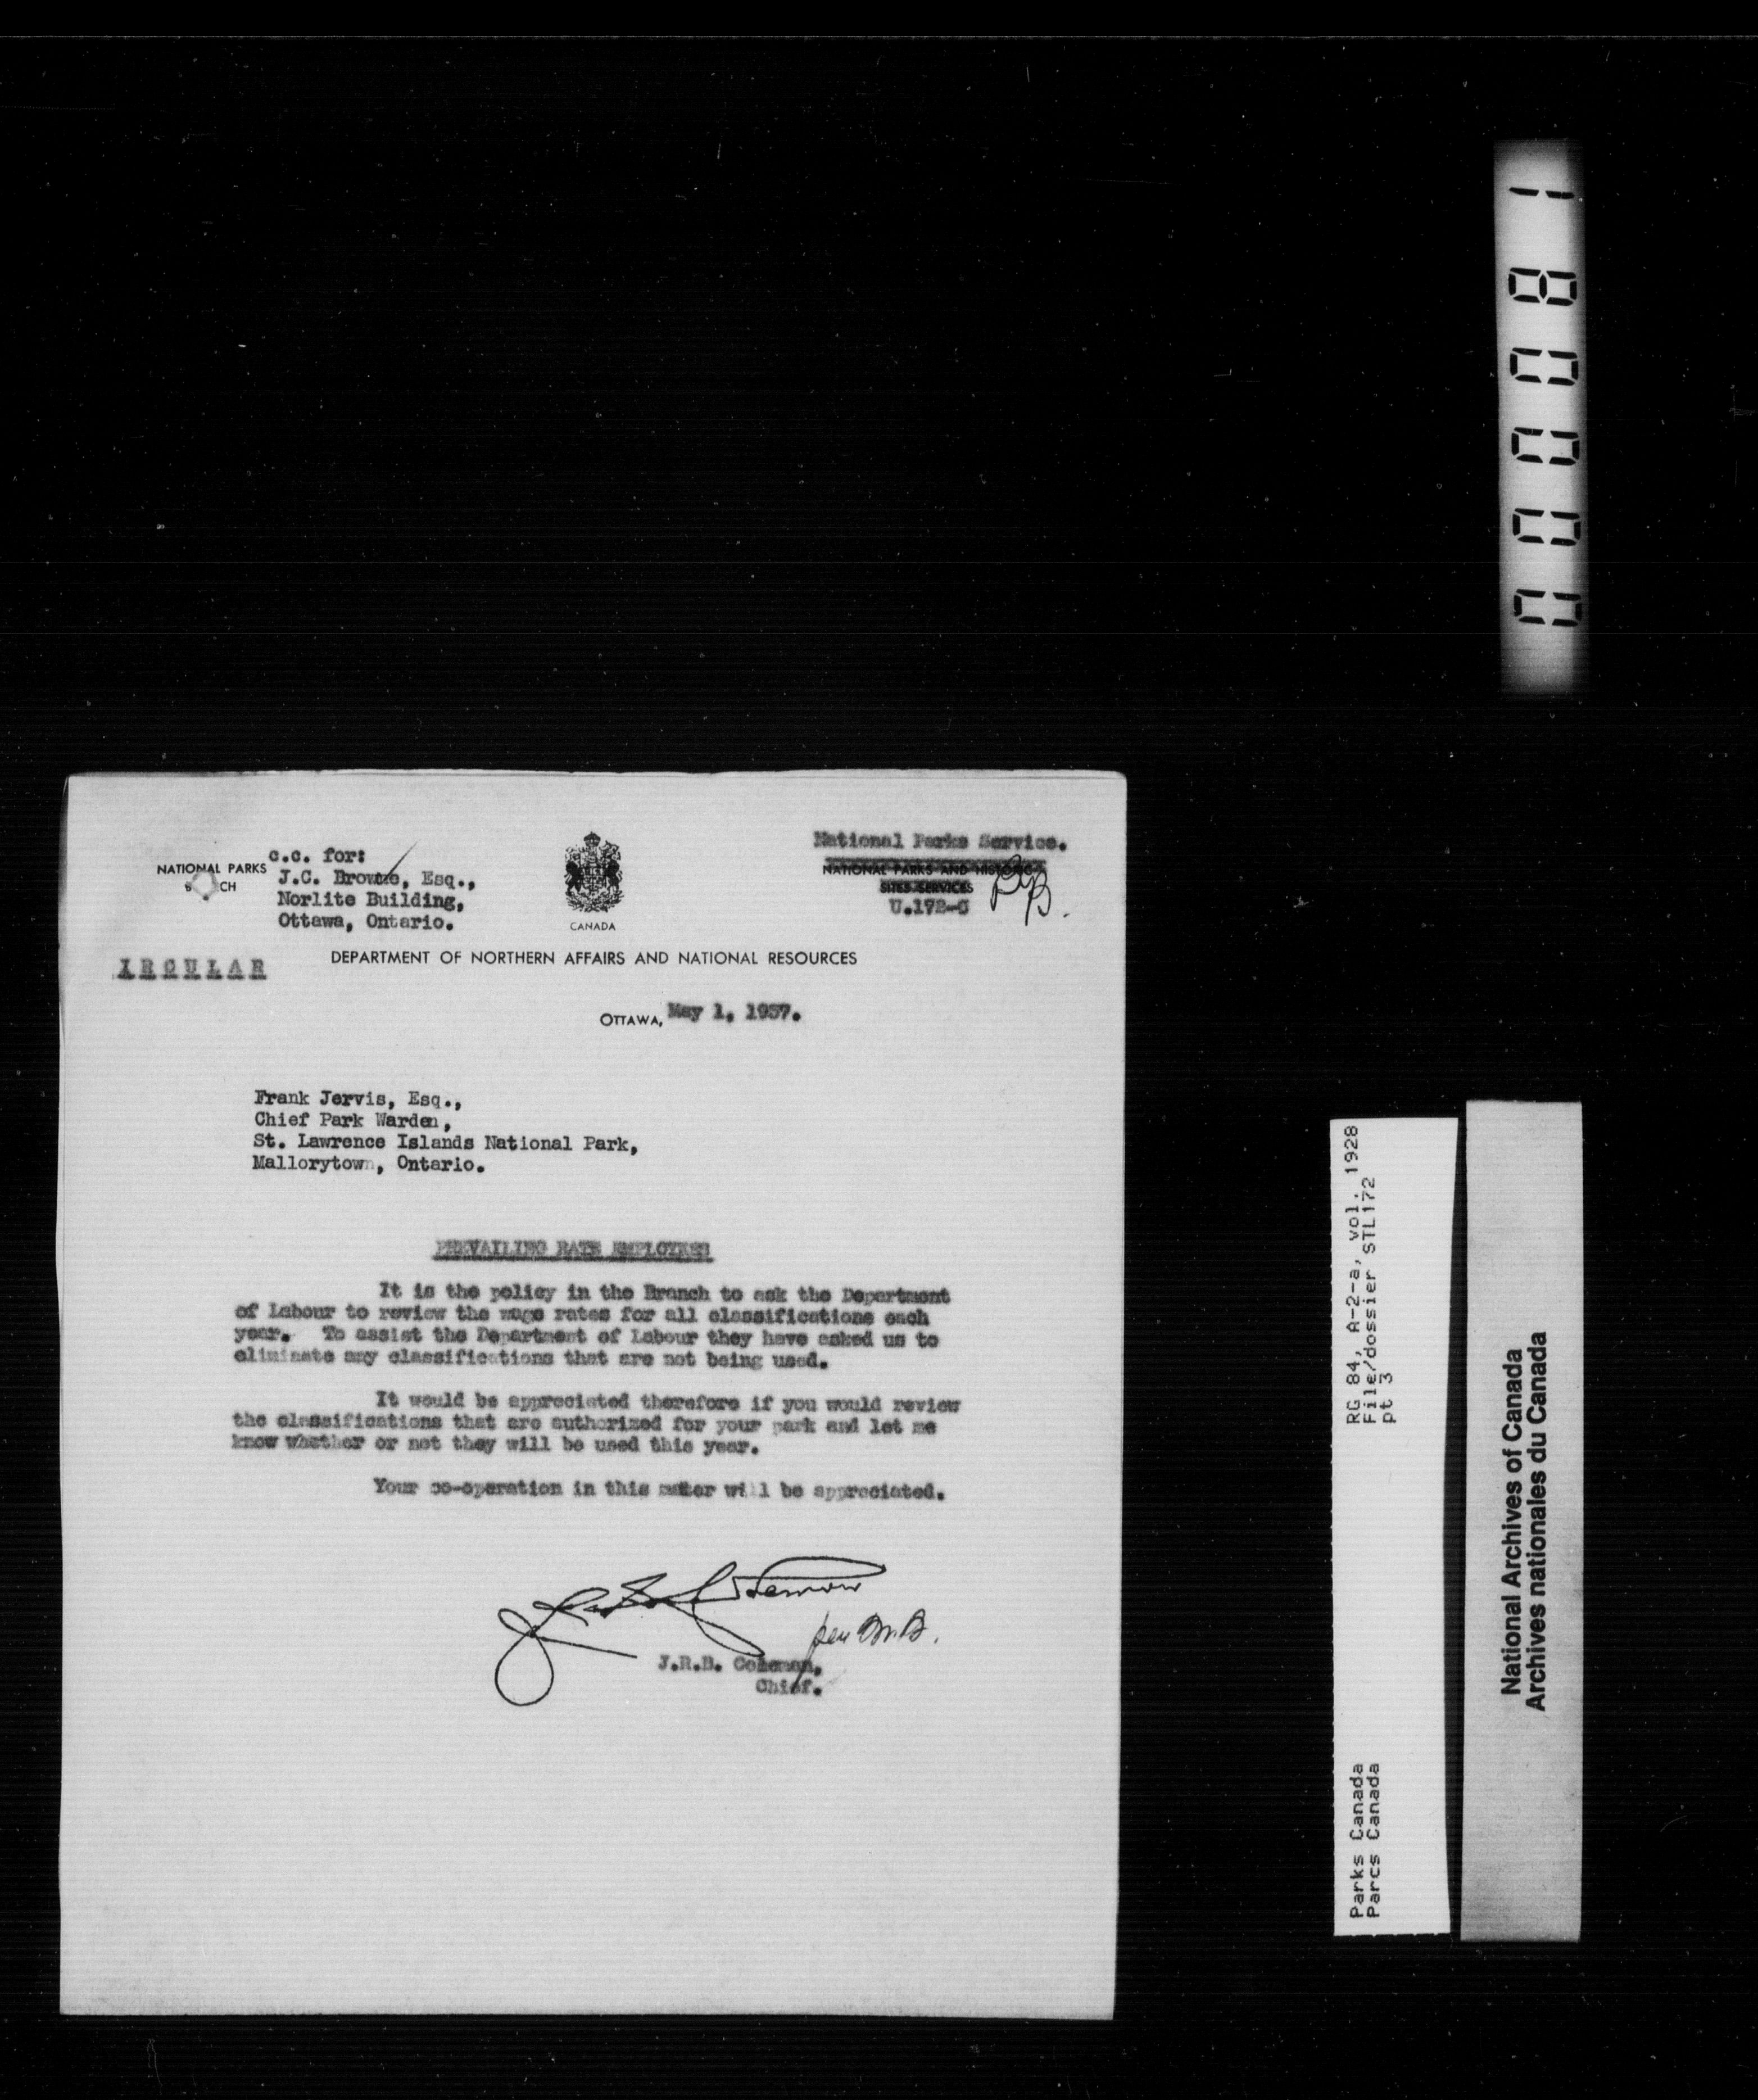 000081
National Parks Service.
NATIONAL PARKS
c.c. for:
J.C. Browne, Esq.,
Norlite Building,
Ottawa, Ontario.
CANADA
NATIONAL PARKS AND HISTORIC
SITES SERVICES
U.172-C
IRCULAR
DEPARTMENT OF NORTHERN AFFAIRS AND NATIONAL RESOURCES
OTTAWA, May 1, 1957.
Frank Jervis, Esq.,
Chief Park Warden,
St. Lawrence Islands National Park,
Mallorytown, Ontario.
PREVAILING RATE EMPLOYEES
It is the policy in the Branch to ask the Department
of Labour to review the wage rates for all classifications each
year. To assist the Department of Labour they have asked us to
eliminate any classifications that are not being used.
It would be appreciated therefore if you would review
the classifications that are authorized for your park and let me
know whether or not they will be used this year.
Your co-operation in this matter will be appreciated.
J.R.B. Coleman,
Chief.
RG 84, A-2-a, vol. 1928
File/dossier STL172
pt 3
Parks Canada
Parcs Canada
National Archives of Canada
Archives nationales du Canada